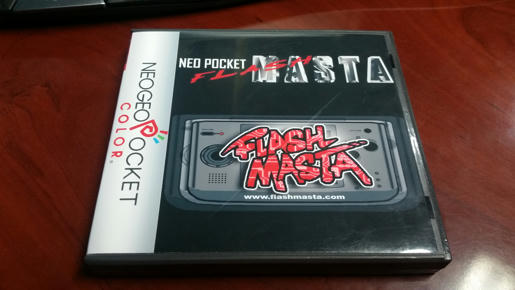 NEOGEO POCKET
COLOR
NEO POCKET
FLASH MASTA
FLASH
MASTA
www.flashmasta.com